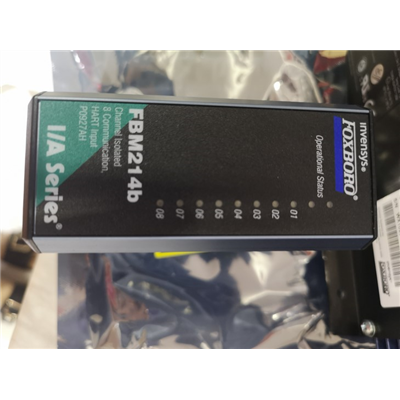 invensys
FOXBORO®
Operational Status
01
02
03
04
05
06
07
08
FBM214b
Channel Isolated
8 Communication,
HART Input
P0927AH
I/A Series®